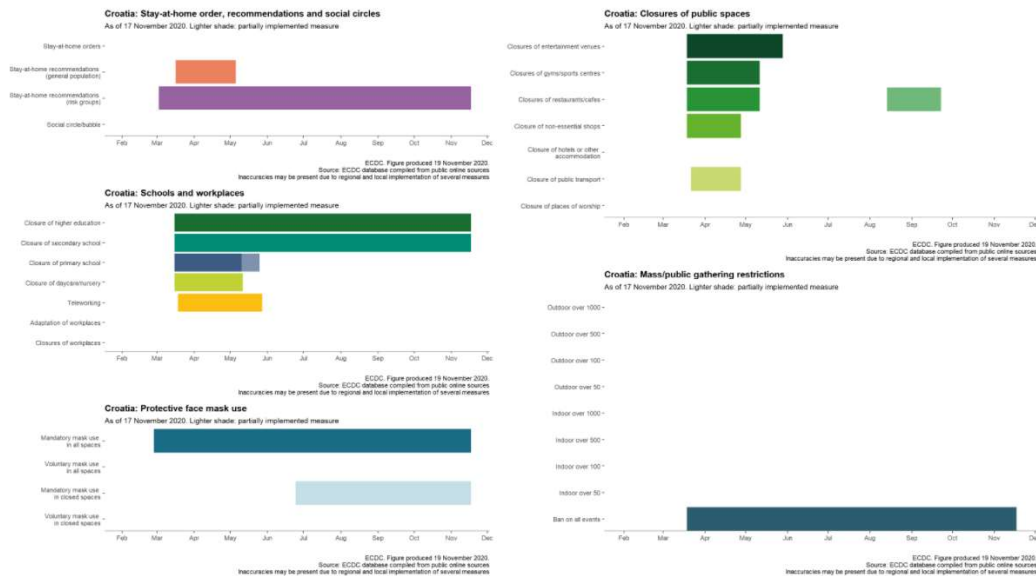 Croatia: Stay-at-home order, recommendations and social circles
As of 17 November 2020. Lighter shade: partially implemented measure
Stay-at-home orders
Stay-at-home recommendations
(general population)
Stay-at-home recommendations
(risk groups)
Social circle/bubble
Feb Mar Apr May Jun Jul Aug Sep Oct Nov Dec
ECDC. Figure produced 19 November 2020.
Source: ECDC database compiled from public online sources
Inaccuracies may be present due to regional and local implementation of several measures
Croatia: Schools and workplaces
As of 17 November 2020. Lighter shade: partially implemented measure
Closure of higher education
Closure of secondary school
Closure of primary school
Closure of daycare/nursery
Teleworking
Adaptation of workplaces
Closures of workplaces
Feb Mar Apr May Jun Jul Aug Sep Oct Nov Dec
ECDC. Figure produced 19 November 2020.
Source: ECDC database compiled from public online sources
Inaccuracies may be present due to regional and local implementation of several measures
Croatia: Protective face mask use
As of 17 November 2020. Lighter shade: partially implemented measure
Mandatory mask use
in all spaces
Voluntary mask use
in all spaces
Mandatory mask use
in closed spaces
Voluntary mask use
in closed spaces
Feb Mar Apr May Jun Jul Aug Sep Oct Nov Dec
ECDC. Figure produced 19 November 2020.
Source: ECDC database compiled from public online sources
Inaccuracies may be present due to regional and local implementation of several measures
Croatia: Closures of public spaces
As of 17 November 2020. Lighter shade: partially implemented measure
Closures of entertainment venues
Closures of gyms/sports centres
Closures of restaurants/cafes
Closure of non-essential shops
Closure of hotels or other
accommodation
Closure of public transport
Closure of places of worship
Feb Mar Apr May Jun Jul Aug Sep Oct Nov De
ECDC. Figure produced 19 November 2020.
Source: ECDC database compiled from public online sources
Inaccuracies may be present due to regional and local implementation of several measures
Croatia: Mass/public gathering restrictions
As of 17 November 2020. Lighter shade: partially implemented measure
Outdoor over 1000
Outdoor over 500
Outdoor over 100
Outdoor over 50
Indoor over 1000
Indoor over 500
Indoor over 100
Indoor over 50
Ban on all events
Feb Mar Apr May Jun Jul Aug Sep Oct Nov De
ECDC. Figure produced 19 November 2020.
Source: ECDC database compiled from public online sources
Inaccuracies may be present due to regional and local implementation of several measures